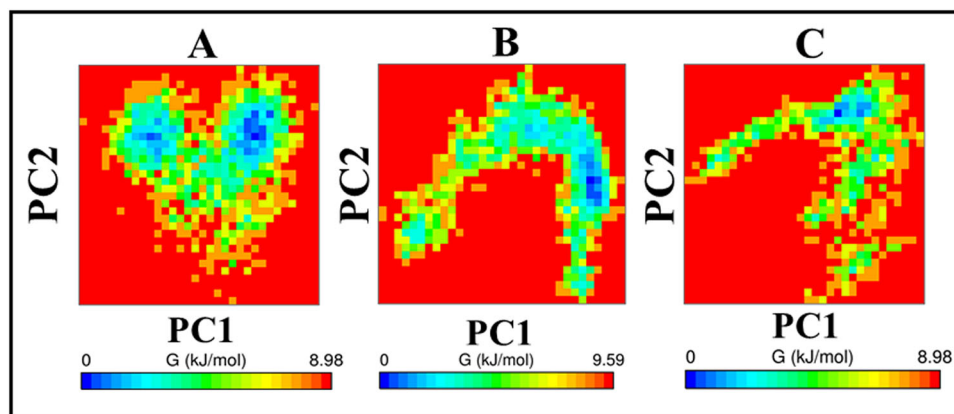 A
B
C
PC2
PC2
PC2
PC1
PC1
PC1
0 G (kJ/mol) 8.98
0 G (kJ/mol) 9.59
0 G (kJ/mol) 8.98